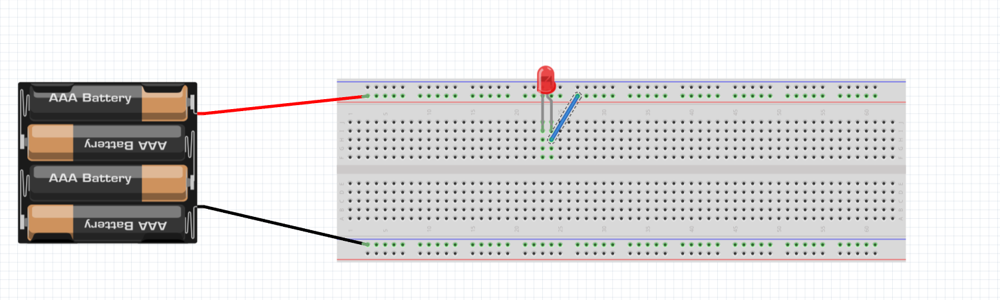 AAA Battery
AAA Battery
AAA Battery
AAA Battery
1 5 10 15 20 25 30 35 40 45 50 55 60
J J
I I
H H
G G
F F
E E
D D
C C
B B
A A
1 5 10 15 20 25 30 35 40 45 50 55 60